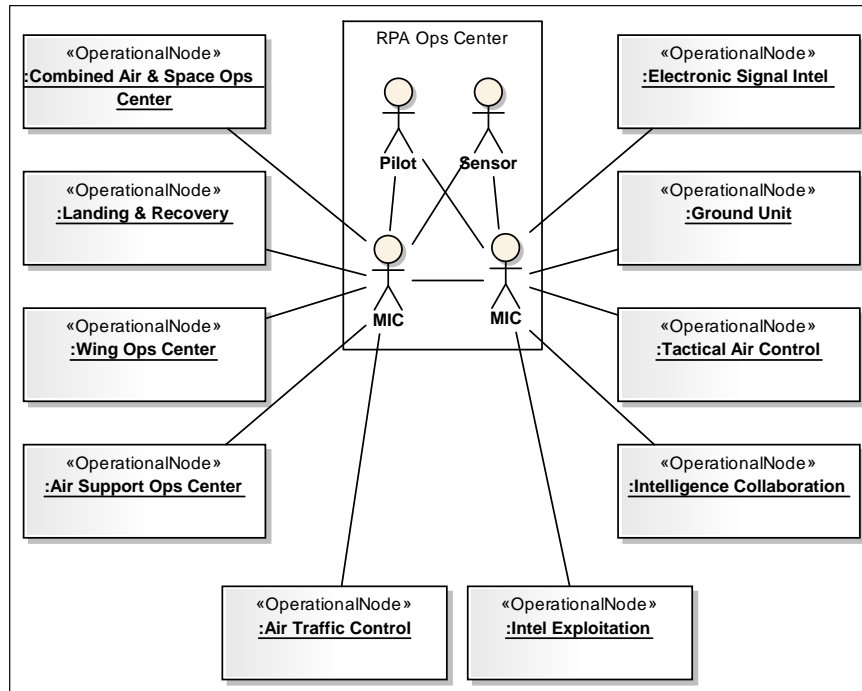 RPA Ops Center
Pilot
Sensor
MIC
MIC
«OperationalNode»
:Combined Air & Space Ops
Center
«OperationalNode»
:Landing & Recovery
«OperationalNode»
:Wing Ops Center
«OperationalNode»
:Air Support Ops Center
«OperationalNode»
:Air Traffic Control
«OperationalNode»
:Electronic Signal Intel
«OperationalNode»
:Ground Unit
«OperationalNode»
:Tactical Air Control
«OperationalNode»
:Intelligence Collaboration
«OperationalNode»
:Intel Exploitation